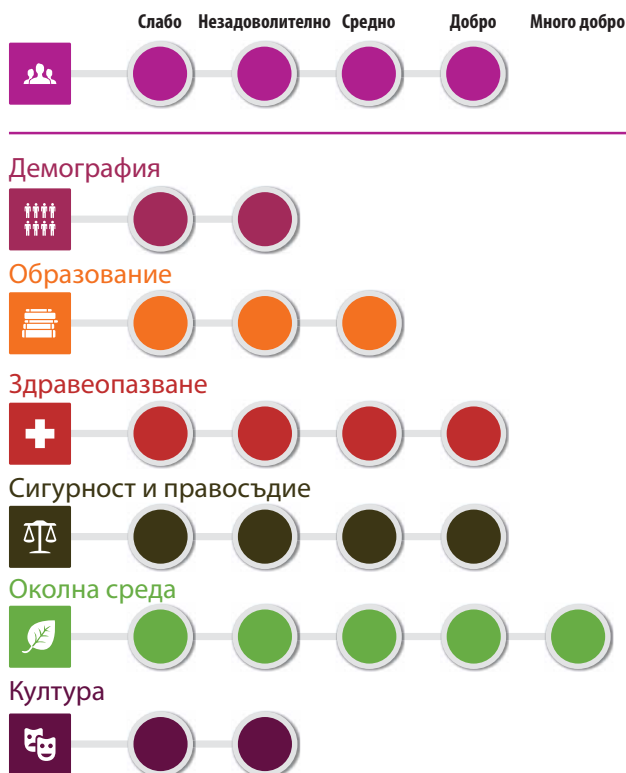 Слабо Незадоволително Средно Добро Много добро
Демография
Образование
Здравеопазване
Сигурност и правосъдие
Околна среда
Култура